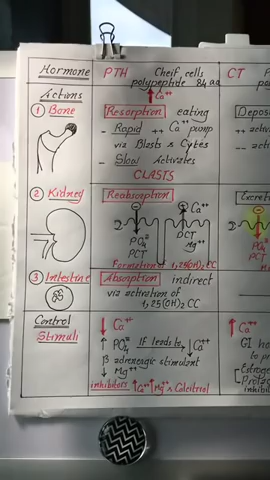 Hormone
PTH Cheif cells
polypeptide 84 aa
↑ Ca++
CT
Actions
① Bone
Resorption eating
- Rapid ++ Ca++ pump
via Blasts & Cytes
- Slow Activates
CLASTS
② Kidney
Reabsorption
Ca++
PO4=
PCT
DCT
Mg++
Formation of 1,25(OH)2 CC
③ Intestine
Absorption indirect
via activation of
1,25(OH)2 CC
Control
Stimuli
↓ Ca++
↑ PO4= IF leads to ↓ Ca++
β adrenergic stimulant
↓ Mg++
inhibitors ↑Ca++ ↑Mg++ & Calcitriol
++
--
PO4=
PCT
↑ Ca++
GI
to
inhib